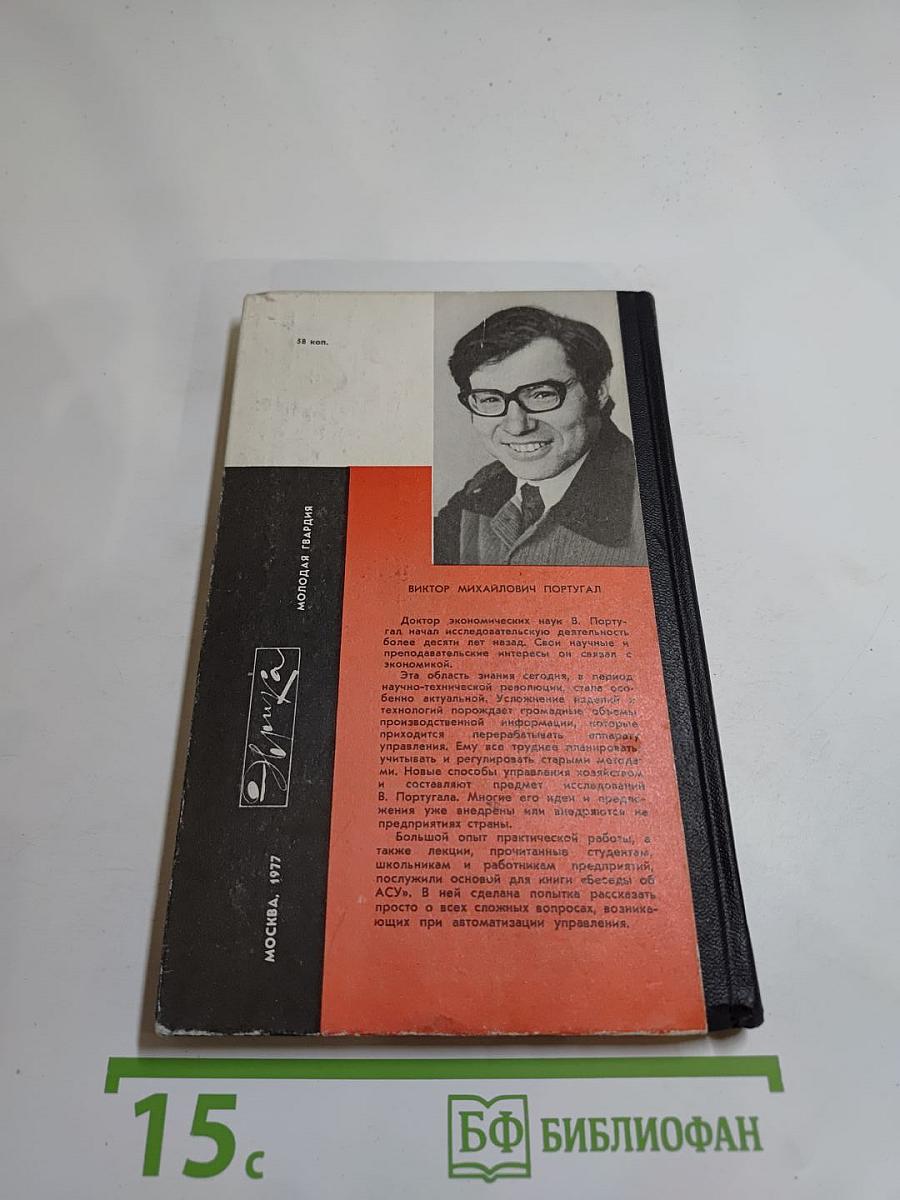 58 коп.
МОЛОДАЯ ГВАРДИЯ
Эврика
МОСКВА, 1977
ВИКТОР МИХАЙЛОВИЧ ПОРТУГАЛ
Доктор экономических наук В. Порту-
гал начал исследовательскую деятельность
более десяти лет назад. Свои научные и
преподавательские интересы он связал с
экономикой.
Эта область знания сегодня, в период
научно-технической революции, стала осо-
бенно актуальной. Усложнение изделий и
технологий порождает громадные объемы
производственной информации, которые
приходится перерабатывать аппарату
управления. Ему все труднее планировать,
учитывать и регулировать старыми метода-
ми. Новые способы управления хозяйством
и составляют предмет исследований
В. Португала. Многие его идеи и предло-
жения уже внедрены или внедряются на
предприятиях страны.
Большой опыт практической работы, а
также лекции, прочитанные студентам,
школьникам и работникам предприятий,
послужили основой для книги «Беседы об
АСУ». В ней сделана попытка рассказать
просто о всех сложных вопросах, возника-
ющих при автоматизации управления.
15 с
БФ БИБЛИОФАН